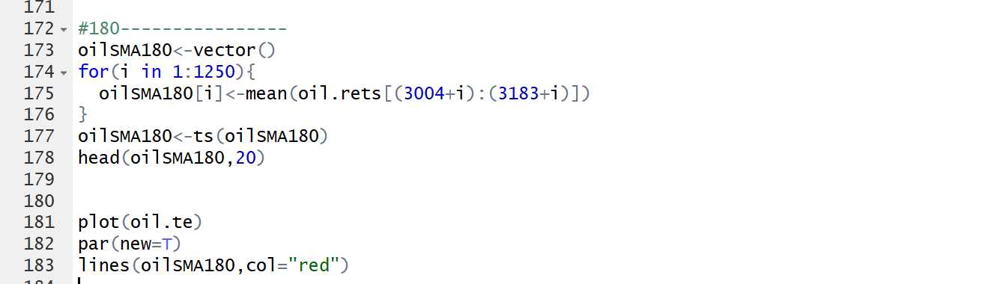 171
172 #180----------------
173 oilSMA180<-vector()
174 for(i in 1:1250){
175   oilSMA180[i]<-mean(oil.rets[(3004+i):(3183+i)])
176 }
177 oilSMA180<-ts(oilSMA180)
178 head(oilSMA180,20)
179
180
181 plot(oil.te)
182 par(new=T)
183 lines(oilSMA180,col="red")
184